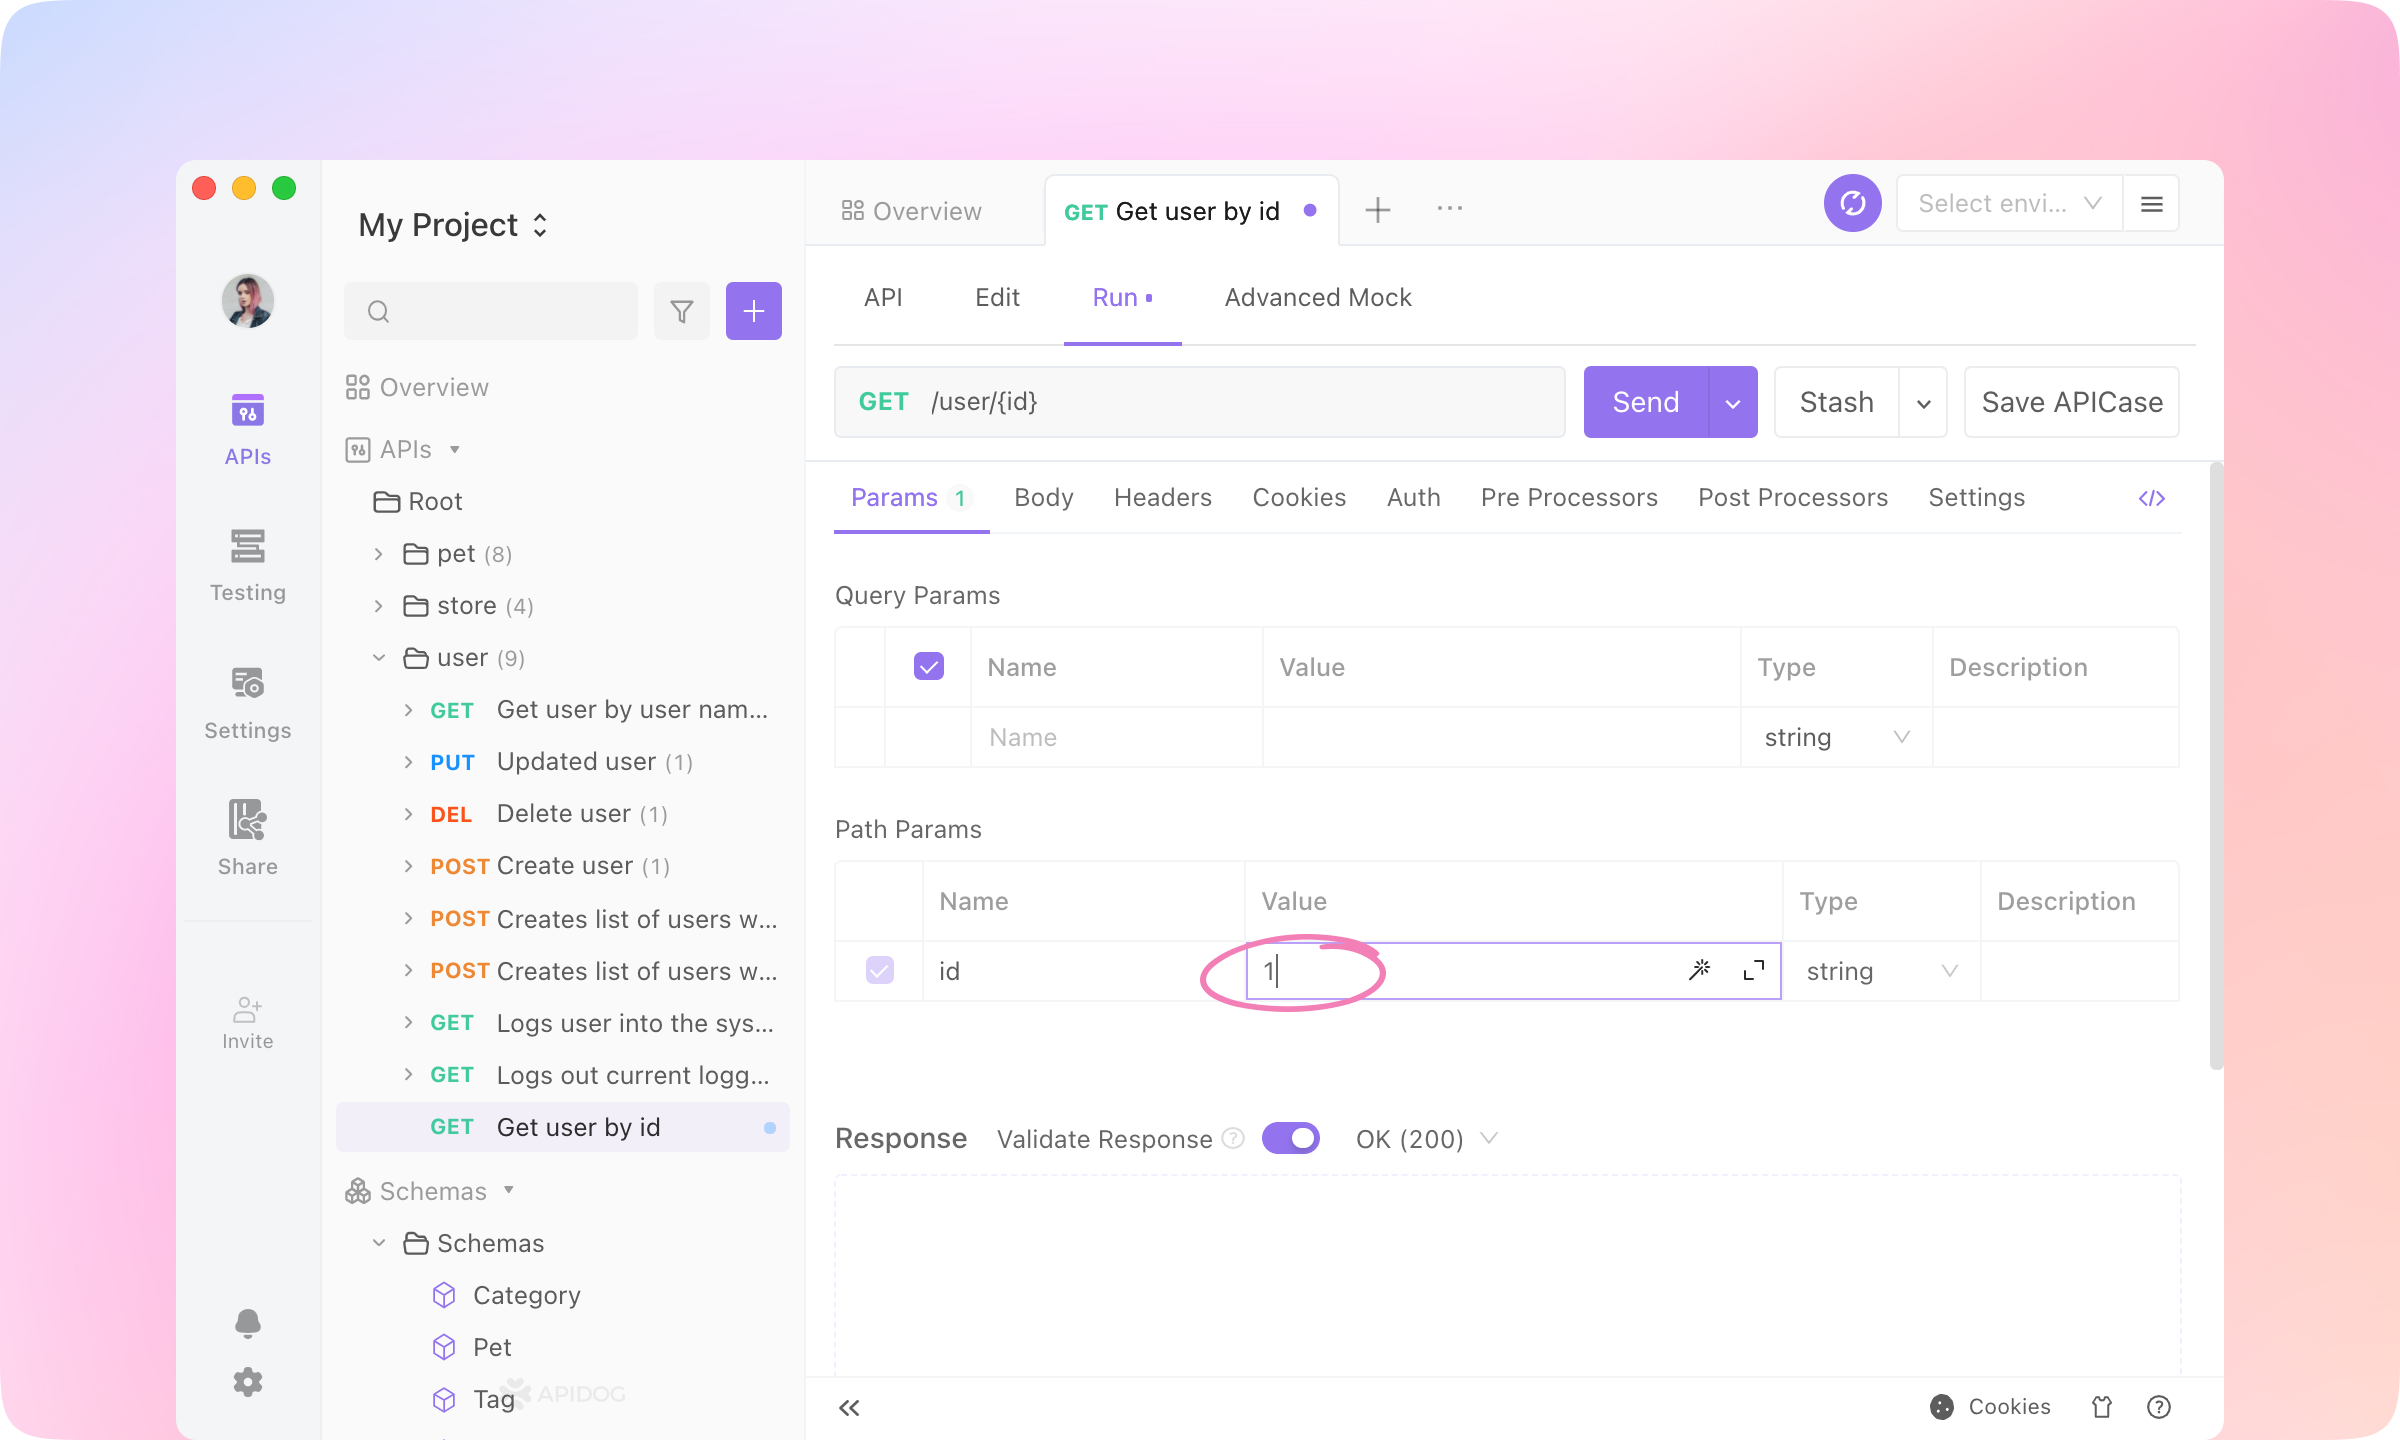 My Project
APIs
Testing
Settings
Share
Invite
Overview
APIs
Root
pet (8)
store (4)
user (9)
GET Get user by user nam...
PUT Updated user (1)
DEL Delete user (1)
POST Create user (1)
POST Creates list of users w...
POST Creates list of users w...
GET Logs user into the sys...
GET Logs out current logg...
GET Get user by id
Schemas
Schemas
Category
Pet
Tag
APIDOG
Overview
GET Get user by id
Select envi...
API Edit Run Advanced Mock
GET /user/{id}
Send Stash Save APICase
Params 1 Body Headers Cookies Auth Pre Processors Post Processors Settings
Query Params
Name Value Type Description
Name string
Path Params
Name Value Type Description
id 1 string
Response Validate Response ? OK (200)
Cookies ?